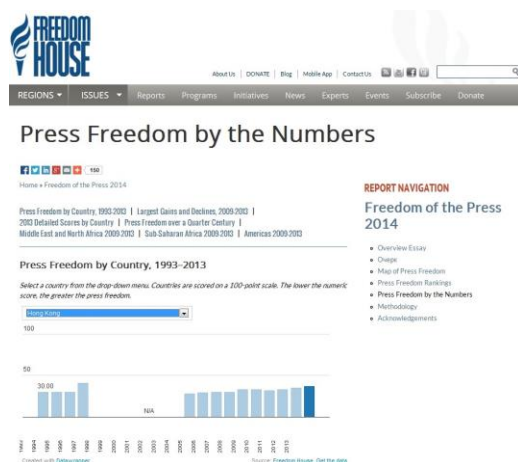 FREEDOM
HOUSE
About Us | DONATE | Blog | Mobile App | Contact Us
REGIONS ISSUES Reports Programs Initiatives News Experts Events Subscribe Donate
Press Freedom by the Numbers
150
Home » Freedom of the Press 2014
Press Freedom by Country, 1993-2013 | Largest Gains and Declines, 2009-2013 |
2013 Detailed Scores by Country | Press Freedom over a Quarter Century |
Middle East and North Africa 2009-2013 | Sub-Saharan Africa 2009-2013 | Americas 2009-2013
Press Freedom by Country, 1993–2013
Select a country from the drop-down menu. Countries are scored on a 100-point scale. The lower the numeric
score, the greater the press freedom.
Hong Kong
100
50
30.00
N/A
1994 1995 1996 1997 1998 1999 2000 2001 2002 2003 2004 2005 2006 2007 2008 2009 2010 2011 2012 2013
Created with Datawrapper
Source: Freedom House, Get the data
REPORT NAVIGATION
Freedom of the Press
2014
Overview Essay
Map of Press Freedom
Press Freedom Rankings
Press Freedom by the Numbers
Methodology
Acknowledgements